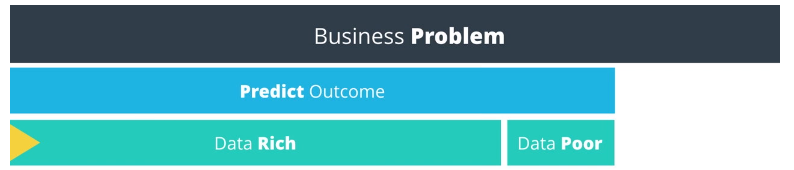 Business Problem
Predict Outcome
Data Rich
Data Poor